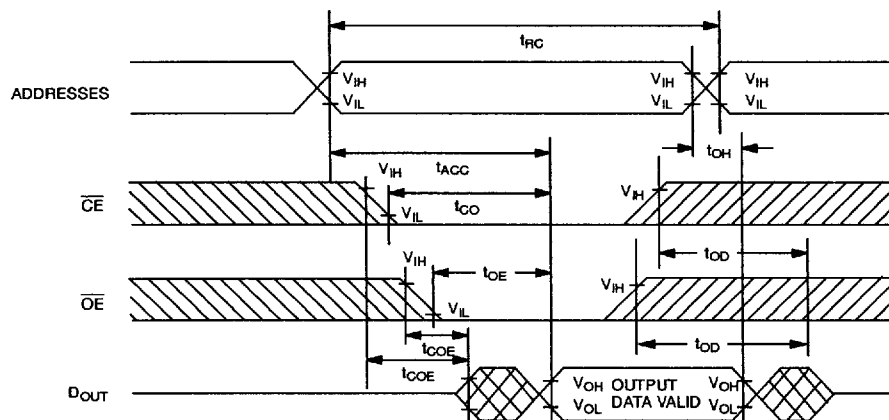 tRC
ADDRESSES
VIH
VIL
VIH
VIL
VIH
VIL
tOH
tACC
CE
VIH
VIL
tCO
VIH
tOD
OE
VIH
VIL
tOE
VIH
tOD
tCOE
tCOE
DOUT
VOH
VOL
OUTPUT
DATA VALID
VOH
VOL